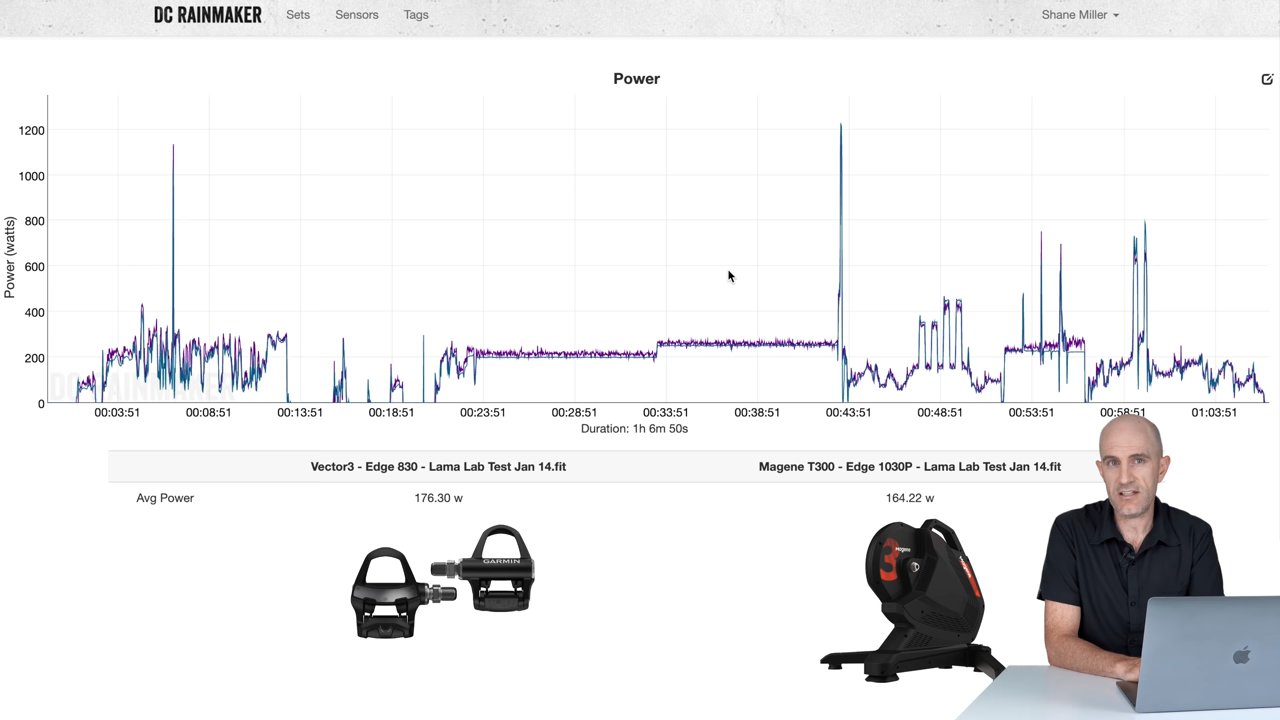 DC RAINMAKER Sets Sensors Tags Shane Miller
Power
Power (watts)
1200
1000
800
600
400
200
0
DC RAINMAKER
00:03:51 00:08:51 00:13:51 00:18:51 00:23:51 00:28:51 00:33:51 00:38:51 00:43:51 00:48:51 00:53:51 00:58:51 01:03:51
Duration: 1h 6m 50s
Vector3 - Edge 830 - Lama Lab Test Jan 14.fit Magene T300 - Edge 1030P - Lama Lab Test Jan 14.fit
Avg Power 176.30 w 164.22 w
GARMIN
3 Magene